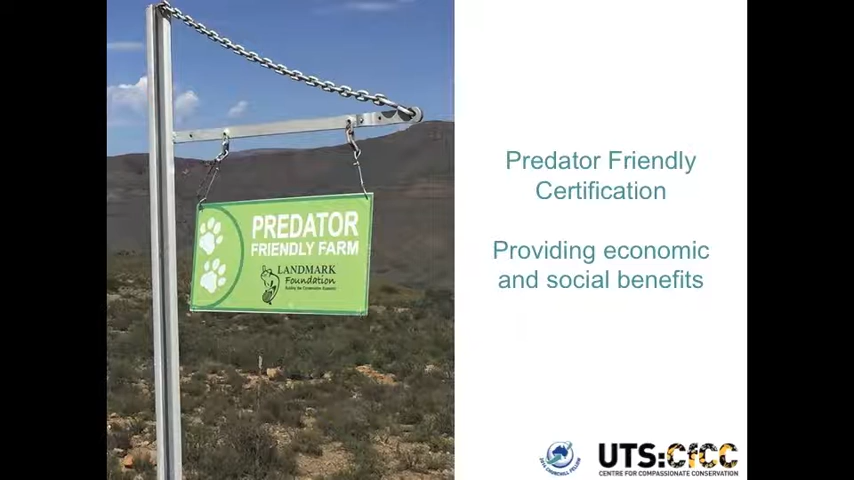 PREDATOR
FRIENDLY FARM
LANDMARK
Foundation
Predator Friendly
Certification
Providing economic
and social benefits
UTS:CfCC
CENTRE FOR COMPASSIONATE CONSERVATION